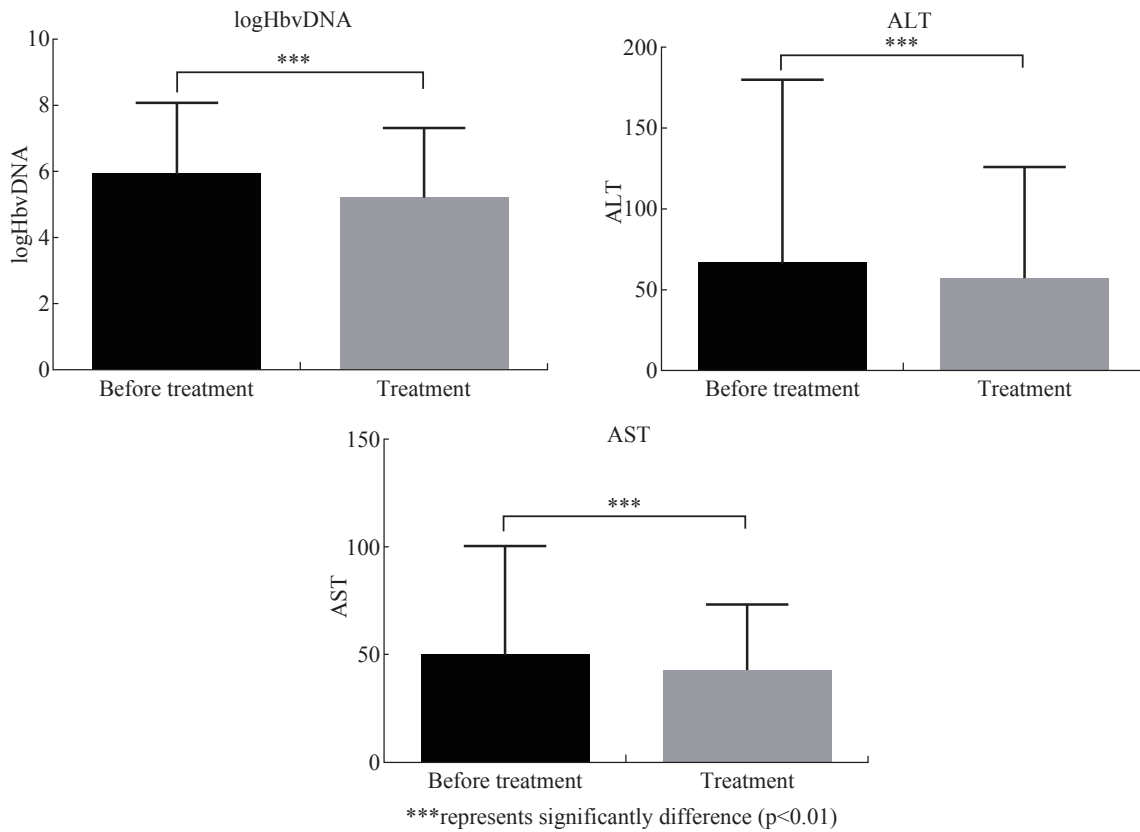 logHbvDNA
10
8
6
4
2
0
logHbvDNA
***
Before treatment
Treatment
ALT
200
150
100
50
0
ALT
***
Before treatment
Treatment
AST
150
100
50
0
AST
***
Before treatment
Treatment
***represents significantly difference (p<0.01)